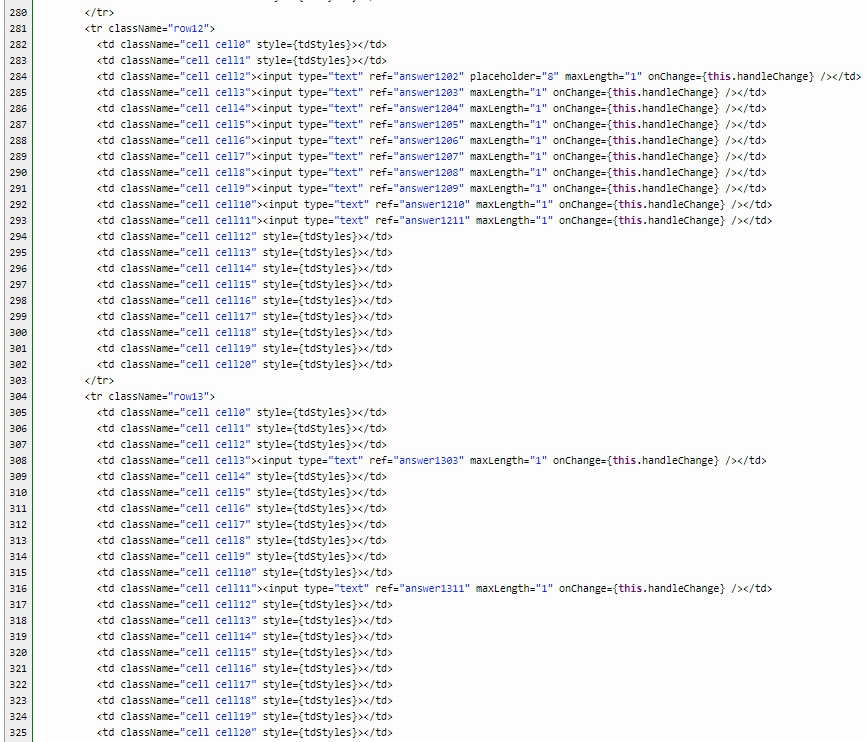 280         </tr>
281         <tr className="row12">
282           <td className="cell cell0" style={tdStyles}></td>
283           <td className="cell cell1" style={tdStyles}></td>
284           <td className="cell cell2"><input type="text" ref="answer1202" placeholder="8" maxLength="1" onChange={this.handleChange} /></td>
285           <td className="cell cell3"><input type="text" ref="answer1203" maxLength="1" onChange={this.handleChange} /></td>
286           <td className="cell cell4"><input type="text" ref="answer1204" maxLength="1" onChange={this.handleChange} /></td>
287           <td className="cell cell5"><input type="text" ref="answer1205" maxLength="1" onChange={this.handleChange} /></td>
288           <td className="cell cell6"><input type="text" ref="answer1206" maxLength="1" onChange={this.handleChange} /></td>
289           <td className="cell cell7"><input type="text" ref="answer1207" maxLength="1" onChange={this.handleChange} /></td>
290           <td className="cell cell8"><input type="text" ref="answer1208" maxLength="1" onChange={this.handleChange} /></td>
291           <td className="cell cell9"><input type="text" ref="answer1209" maxLength="1" onChange={this.handleChange} /></td>
292           <td className="cell cell10"><input type="text" ref="answer1210" maxLength="1" onChange={this.handleChange} /></td>
293           <td className="cell cell11"><input type="text" ref="answer1211" maxLength="1" onChange={this.handleChange} /></td>
294           <td className="cell cell12" style={tdStyles}></td>
295           <td className="cell cell13" style={tdStyles}></td>
296           <td className="cell cell14" style={tdStyles}></td>
297           <td className="cell cell15" style={tdStyles}></td>
298           <td className="cell cell16" style={tdStyles}></td>
299           <td className="cell cell17" style={tdStyles}></td>
300           <td className="cell cell18" style={tdStyles}></td>
301           <td className="cell cell19" style={tdStyles}></td>
302           <td className="cell cell20" style={tdStyles}></td>
303         </tr>
304         <tr className="row13">
305           <td className="cell cell0" style={tdStyles}></td>
306           <td className="cell cell1" style={tdStyles}></td>
307           <td className="cell cell2" style={tdStyles}></td>
308           <td className="cell cell3"><input type="text" ref="answer1303" maxLength="1" onChange={this.handleChange} /></td>
309           <td className="cell cell4" style={tdStyles}></td>
310           <td className="cell cell5" style={tdStyles}></td>
311           <td className="cell cell6" style={tdStyles}></td>
312           <td className="cell cell7" style={tdStyles}></td>
313           <td className="cell cell8" style={tdStyles}></td>
314           <td className="cell cell9" style={tdStyles}></td>
315           <td className="cell cell10" style={tdStyles}></td>
316           <td className="cell cell11"><input type="text" ref="answer1311" maxLength="1" onChange={this.handleChange} /></td>
317           <td className="cell cell12" style={tdStyles}></td>
318           <td className="cell cell13" style={tdStyles}></td>
319           <td className="cell cell14" style={tdStyles}></td>
320           <td className="cell cell15" style={tdStyles}></td>
321           <td className="cell cell16" style={tdStyles}></td>
322           <td className="cell cell17" style={tdStyles}></td>
323           <td className="cell cell18" style={tdStyles}></td>
324           <td className="cell cell19" style={tdStyles}></td>
325           <td className="cell cell20" style={tdStyles}></td>